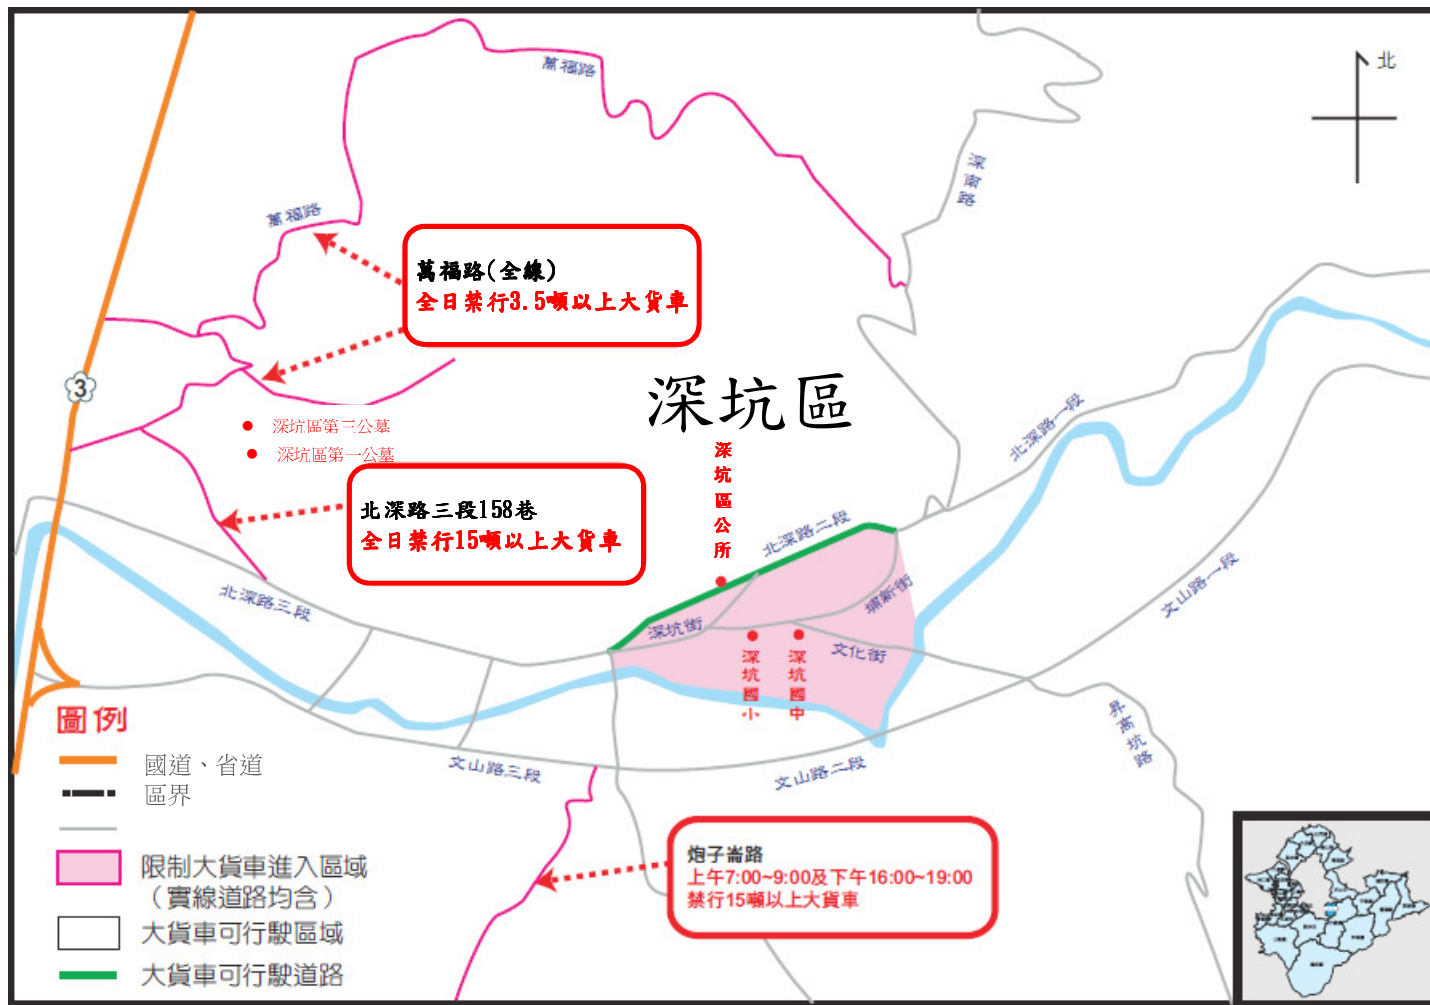 北
萬福路
深南路
萬福路
萬福路(全線)
全日禁行3.5噸以上大貨車
3
深坑區
北深路一段
深坑區第三公墓
深坑區第一公墓
深坑區公所
北深路三段158巷
全日禁行15噸以上大貨車
北深路二段
文山路一段
北深路三段
深坑街
埔新街
文化街
深坑國小
深坑國中
昇高坑路
圖例
國道、省道
區界
文山路三段
文山路二段
限制大貨車進入區域
(實線道路均含)
大貨車可行駛區域
大貨車可行駛道路
炮子崙路
上午7:00~9:00及下午16:00~19:00
禁行15噸以上大貨車